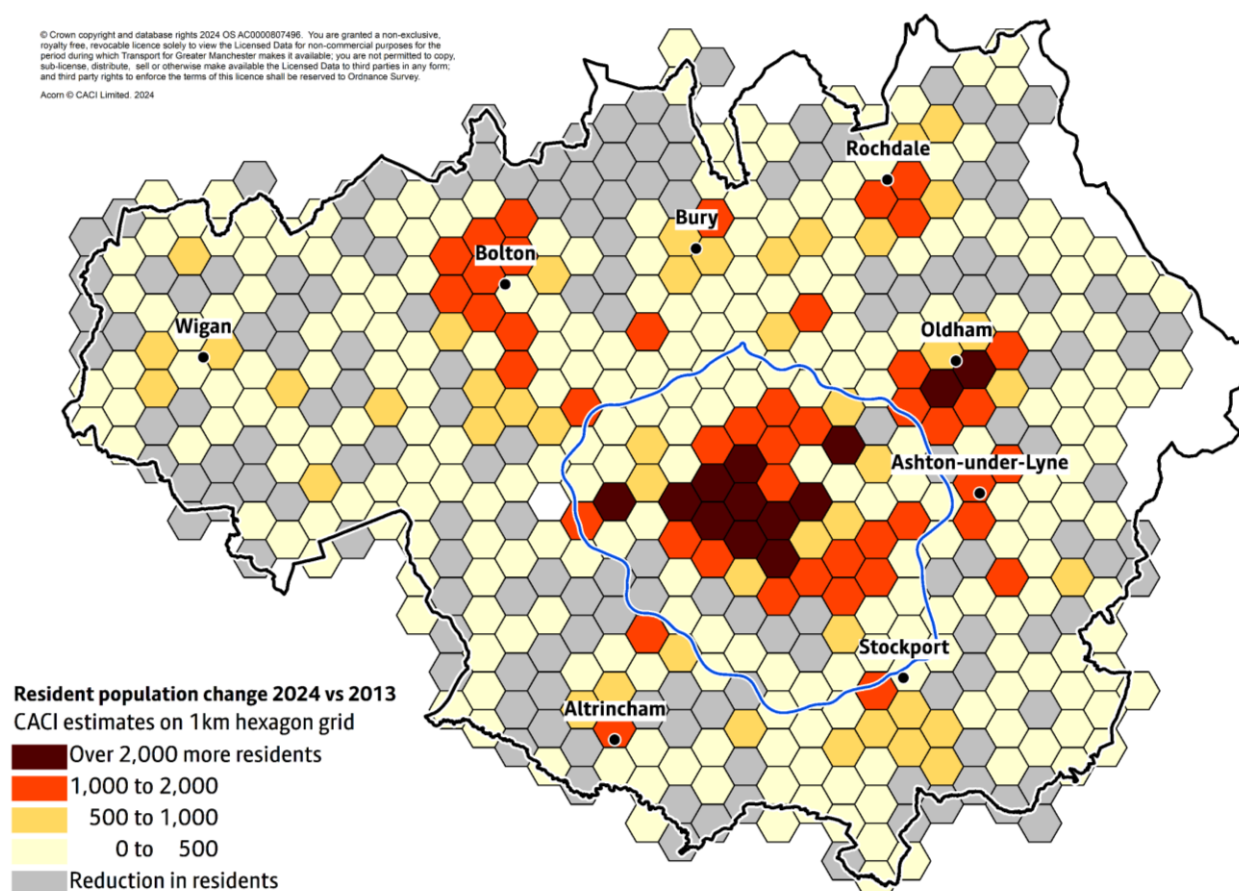 © Crown copyright and database rights 2024 OS AC0000807496.  You are granted a non-exclusive,
royalty free, revocable licence solely to view the Licensed Data for non-commercial purposes for the
period during which Transport for Greater Manchester makes it available; you are not permitted to copy,
sub-license, distribute,  sell or otherwise make available the Licensed Data to third parties in any form;
and third party rights to enforce the terms of this licence shall be reserved to Ordnance Survey.
Acorn © CACI Limited. 2024
Rochdale
Bury
Bolton
Wigan
Oldham
Ashton-under-Lyne
Stockport
Altrincham
Resident population change 2024 vs 2013
CACI estimates on 1km hexagon grid
Over 2,000 more residents
1,000 to 2,000
500 to 1,000
0 to 500
Reduction in residents